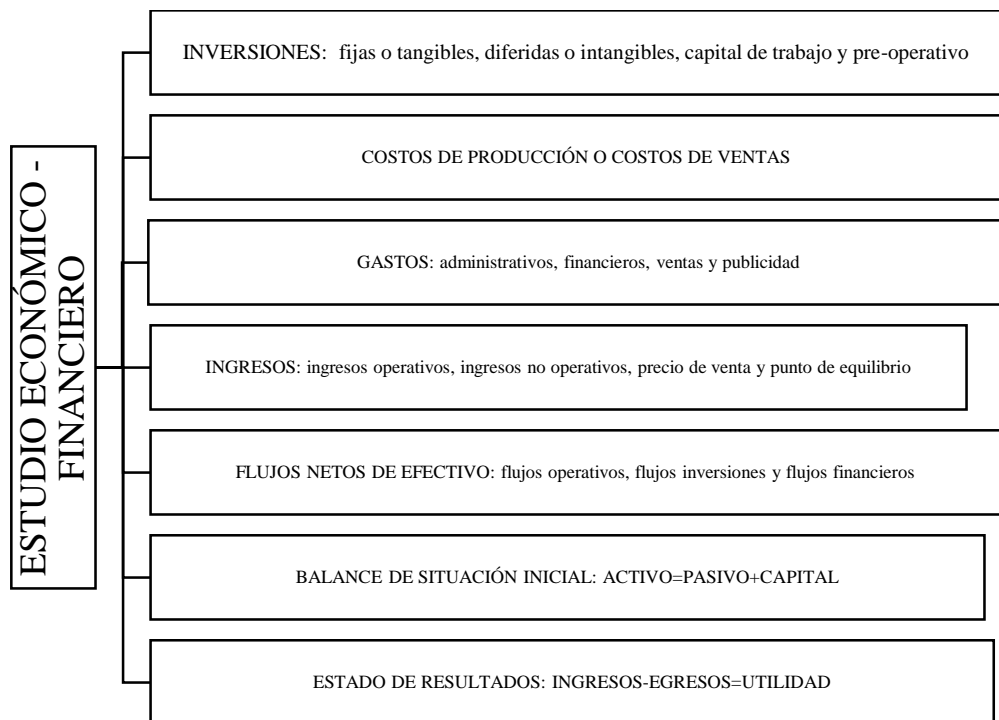 ESTUDIO ECONÓMICO -
FINANCIERO
INVERSIONES: fijas o tangibles, diferidas o intangibles, capital de trabajo y pre-operativo
COSTOS DE PRODUCCIÓN O COSTOS DE VENTAS
GASTOS: administrativos, financieros, ventas y publicidad
INGRESOS: ingresos operativos, ingresos no operativos, precio de venta y punto de equilibrio
FLUJOS NETOS DE EFECTIVO: flujos operativos, flujos inversiones y flujos financieros
BALANCE DE SITUACIÓN INICIAL: ACTIVO=PASIVO+CAPITAL
ESTADO DE RESULTADOS: INGRESOS-EGRESOS=UTILIDAD